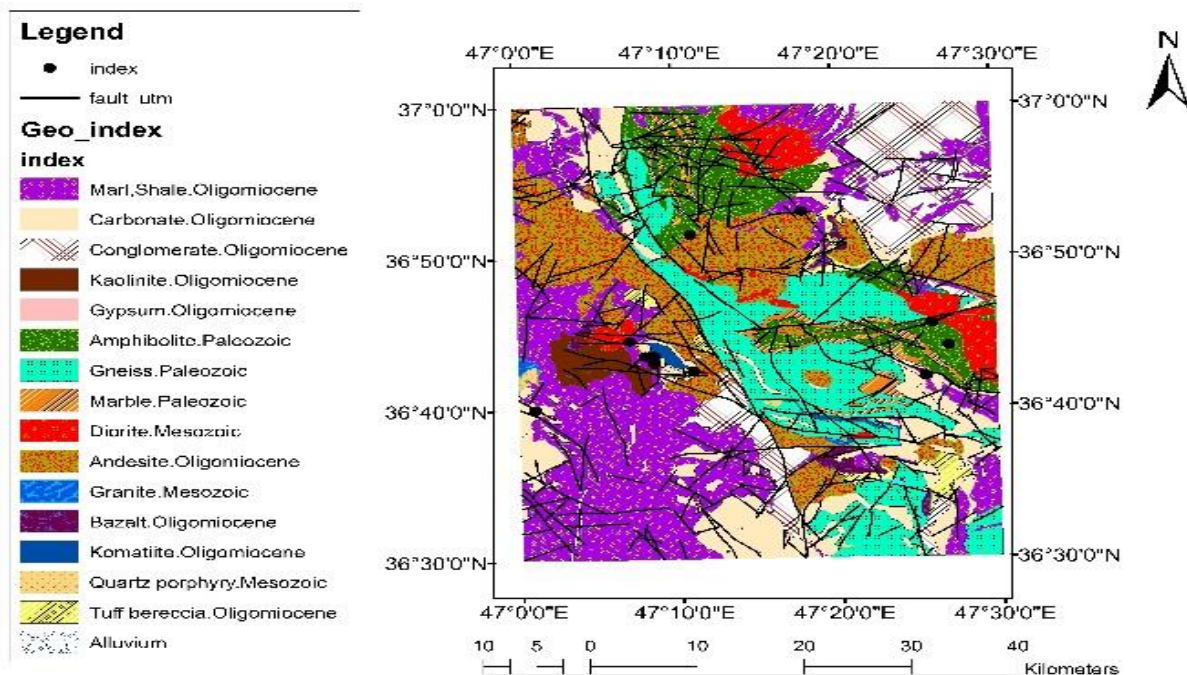 Legend
index
fault_utm
Geo_index
index
Marl,Shale.Oligomiocene
Carbonate.Oligomiocene
Conglomerate.Oligomiocene
Kaolinite.Oligomiocene
Gypsum.Oligomiocene
Amphibolite.Paleozoic
Gneiss.Paleozoic
Marble.Paleozoic
Diorite.Mesozoic
Andesite.Oligomiocene
Granite.Mesozoic
Bazalt.Oligomiocene
Komatiite.Oligomiocene
Quartz porphyry.Mesozoic
Tuff bereccia.Oligomiocene
Alluvium
47°0'0"E 47°10'0"E 47°20'0"E 47°30'0"E
N
37°0'0"N 37°0'0"N
36°50'0"N 36°50'0"N
36°40'0"N 36°40'0"N
36°30'0"N 36°30'0"N
47°0'0"E 47°10'0"E 47°20'0"E 47°30'0"E
10 5 0 10 20 30 40
Kilometers